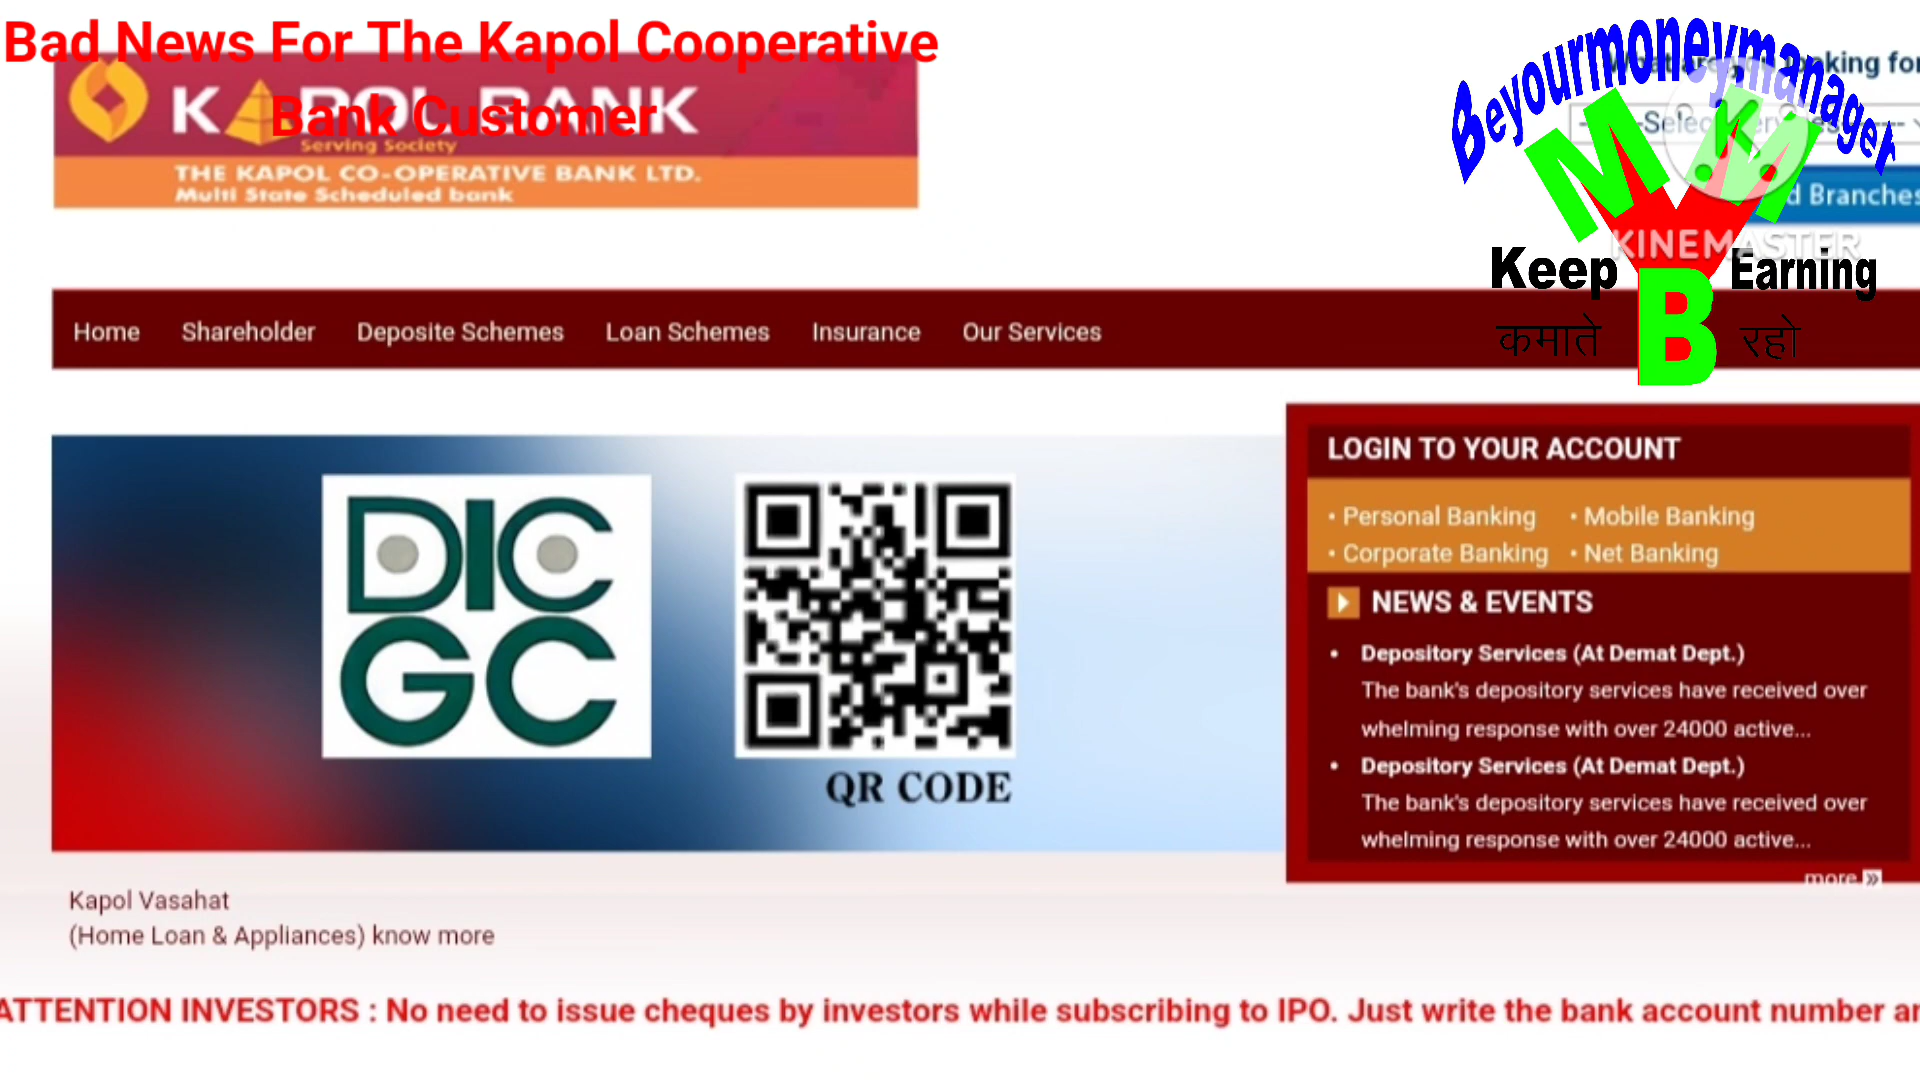 Bad News For The Kapol Cooperative
Bank Customer
KAPOL BANK
Serving Society
THE KAPOL CO-OPERATIVE BANK LTD.
Multi State Scheduled bank
Beyourmoneymanager
looking for
Branches
M M
K
KINEMASTER
Keep Earning
B
कमाते रहो
Home Shareholder Deposite Schemes Loan Schemes Insurance Our Services
DIC
GC
QR CODE
LOGIN TO YOUR ACCOUNT
• Personal Banking • Mobile Banking
• Corporate Banking • Net Banking
NEWS & EVENTS
• Depository Services (At Demat Dept.)
The bank's depository services have received over
whelming response with over 24000 active...
• Depository Services (At Demat Dept.)
The bank's depository services have received over
whelming response with over 24000 active...
more »
Kapol Vasahat
(Home Loan & Appliances) know more
ATTENTION INVESTORS : No need to issue cheques by investors while subscribing to IPO. Just write the bank account number